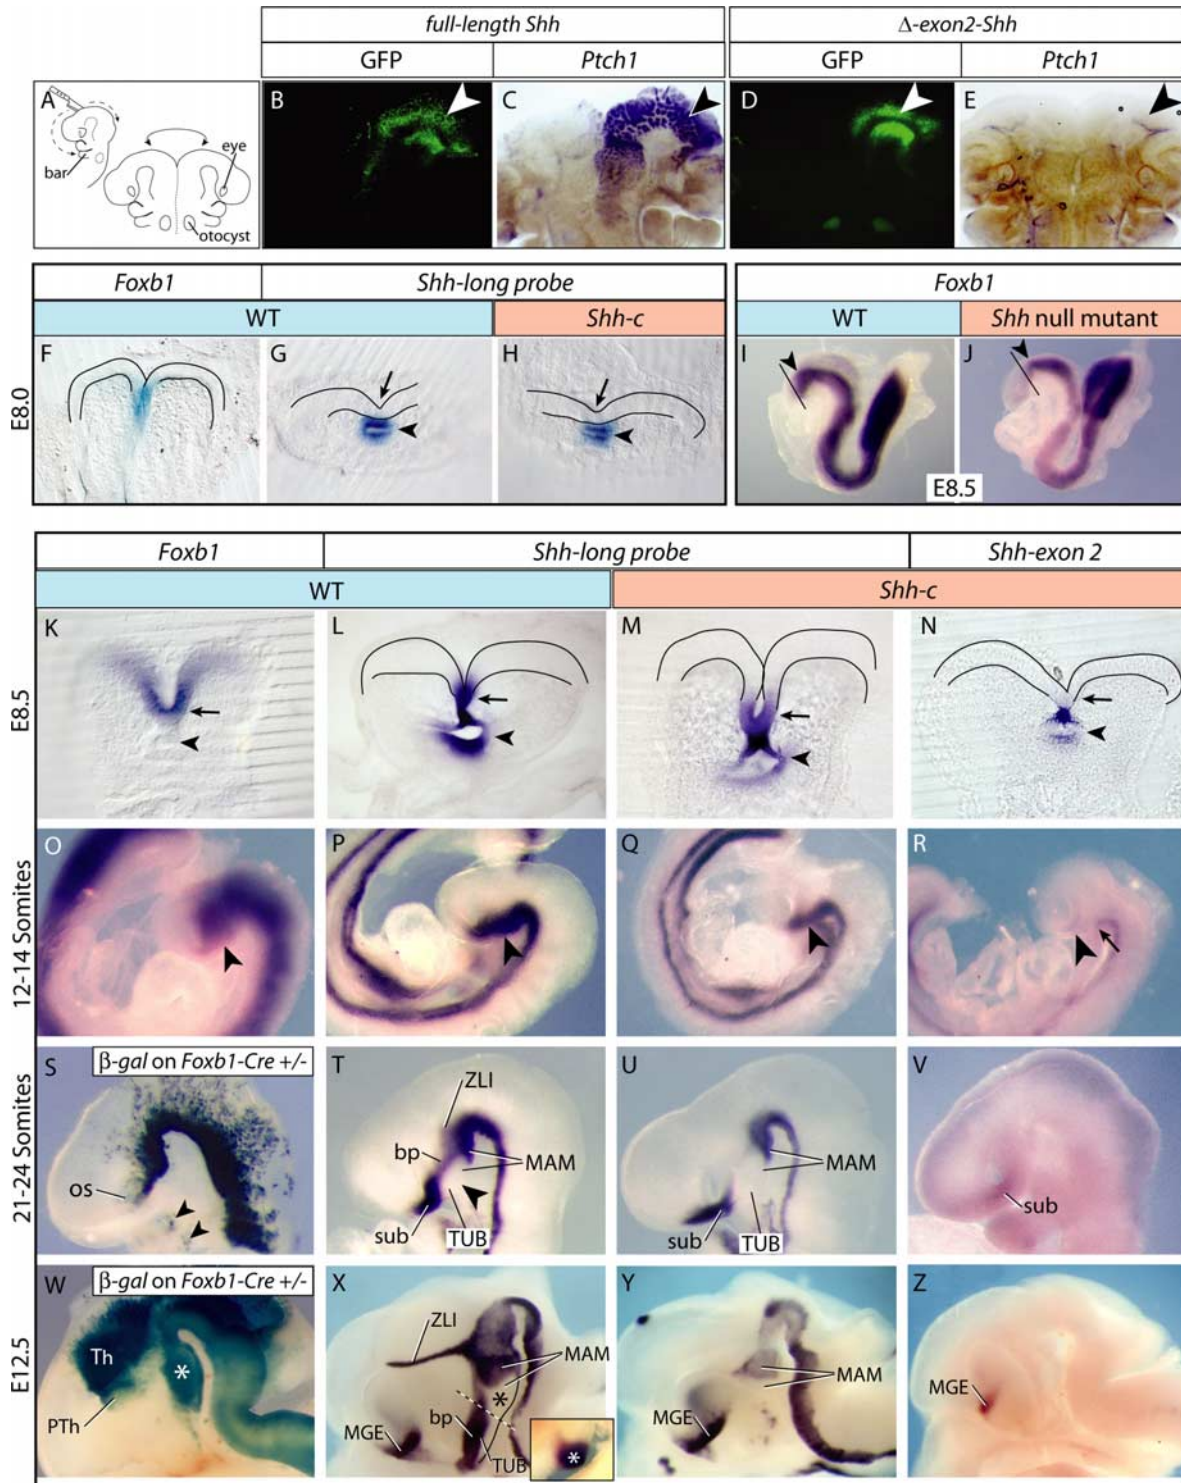 full-length Shh
Δ-exon2-Shh
GFP
Ptch1
GFP
Ptch1
A
bar
eye
otocyst
B
C
D
E
Foxb1
Shh-long probe
Foxb1
WT
Shh-c
WT
Shh null mutant
E8.0
F
G
H
I
J
E8.5
Foxb1
Shh-long probe
Shh-exon 2
WT
Shh-c
E8.5
K
L
M
N
12-14 Somites
O
P
Q
R
21-24 Somites
S
β-gal on Foxb1-Cre +/-
os
T
ZLI
bp
MAM
sub
TUB
U
MAM
sub
TUB
V
sub
E12.5
W
β-gal on Foxb1-Cre +/-
Th
*
PTh
X
ZLI
MAM
*
bp
MGE
TUB
*
Y
MAM
MGE
Z
MGE